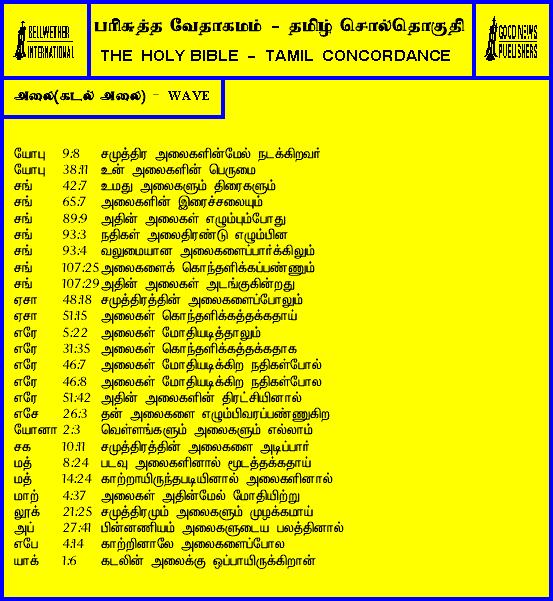 BELLWETHER INTERNATIONAL
பரிசுத்த வேதாகமம் - தமிழ் சொல்தொகுதி
THE HOLY BIBLE - TAMIL CONCORDANCE
GOOD NEWS PUBLISHERS
அலை(கடல் அலை) - WAVE
யோபு 9:8 சமுத்திர அலைகளின்மேல் நடக்கிறவர்
யோபு 38:11 உன் அலைகளின் பெருமை
சங் 42:7 உமது அலைகளும் திரைகளும்
சங் 65:7 அலைகளின் இரைச்சலையும்
சங் 89:9 அதின் அலைகள் எழும்பும்போது
சங் 93:3 நதிகள் அலைதிரண்டு எழும்பின
சங் 93:4 வலுமையான அலைகளைப்பார்க்கிலும்
சங் 107:25 அலைகளைக் கொந்தளிக்கப்பண்ணும்
சங் 107:29 அதின் அலைகள் அடங்குகின்றது
ஏசா 48:18 சமுத்திரத்தின் அலைகளைப்போலும்
ஏசா 51:15 அலைகள் கொந்தளிக்கத்தக்கதாய்
எரே 5:22 அலைகள் மோதியடித்தாலும்
எரே 31:35 அலைகள் கொந்தளிக்கத்தக்கதாக
எரே 46:7 அலைகள் மோதியடிக்கிற நதிகள்போல்
எரே 46:8 அலைகள் மோதியடிக்கிற நதிகள்போல
எரே 51:42 அதின் அலைகளின் திரட்சியினால்
எசே 26:3 தன் அலைகளை எழும்பிவரப்பண்ணுகிற
யோனா 2:3 வெள்ளங்களும் அலைகளும் எல்லாம்
சக 10:11 சமுத்திரத்தின் அலைகளை அடிப்பார்
மத் 8:24 படவு அலைகளினால் மூடத்தக்கதாய்
மத் 14:24 காற்றாயிருந்தபடியினால் அலைகளினால்
மாற் 4:37 அலைகள் அதின்மேல் மோதியிற்று
லூக் 21:25 சமுத்திரமும் அலைகளும் முழக்கமாய்
அப் 27:41 பின்னணியம் அலைகளுடைய பலத்தினால்
எபே 4:14 காற்றினாலே அலைகளைப்போல
யாக் 1:6 கடலின் அலைக்கு ஒப்பாயிருக்கிறான்